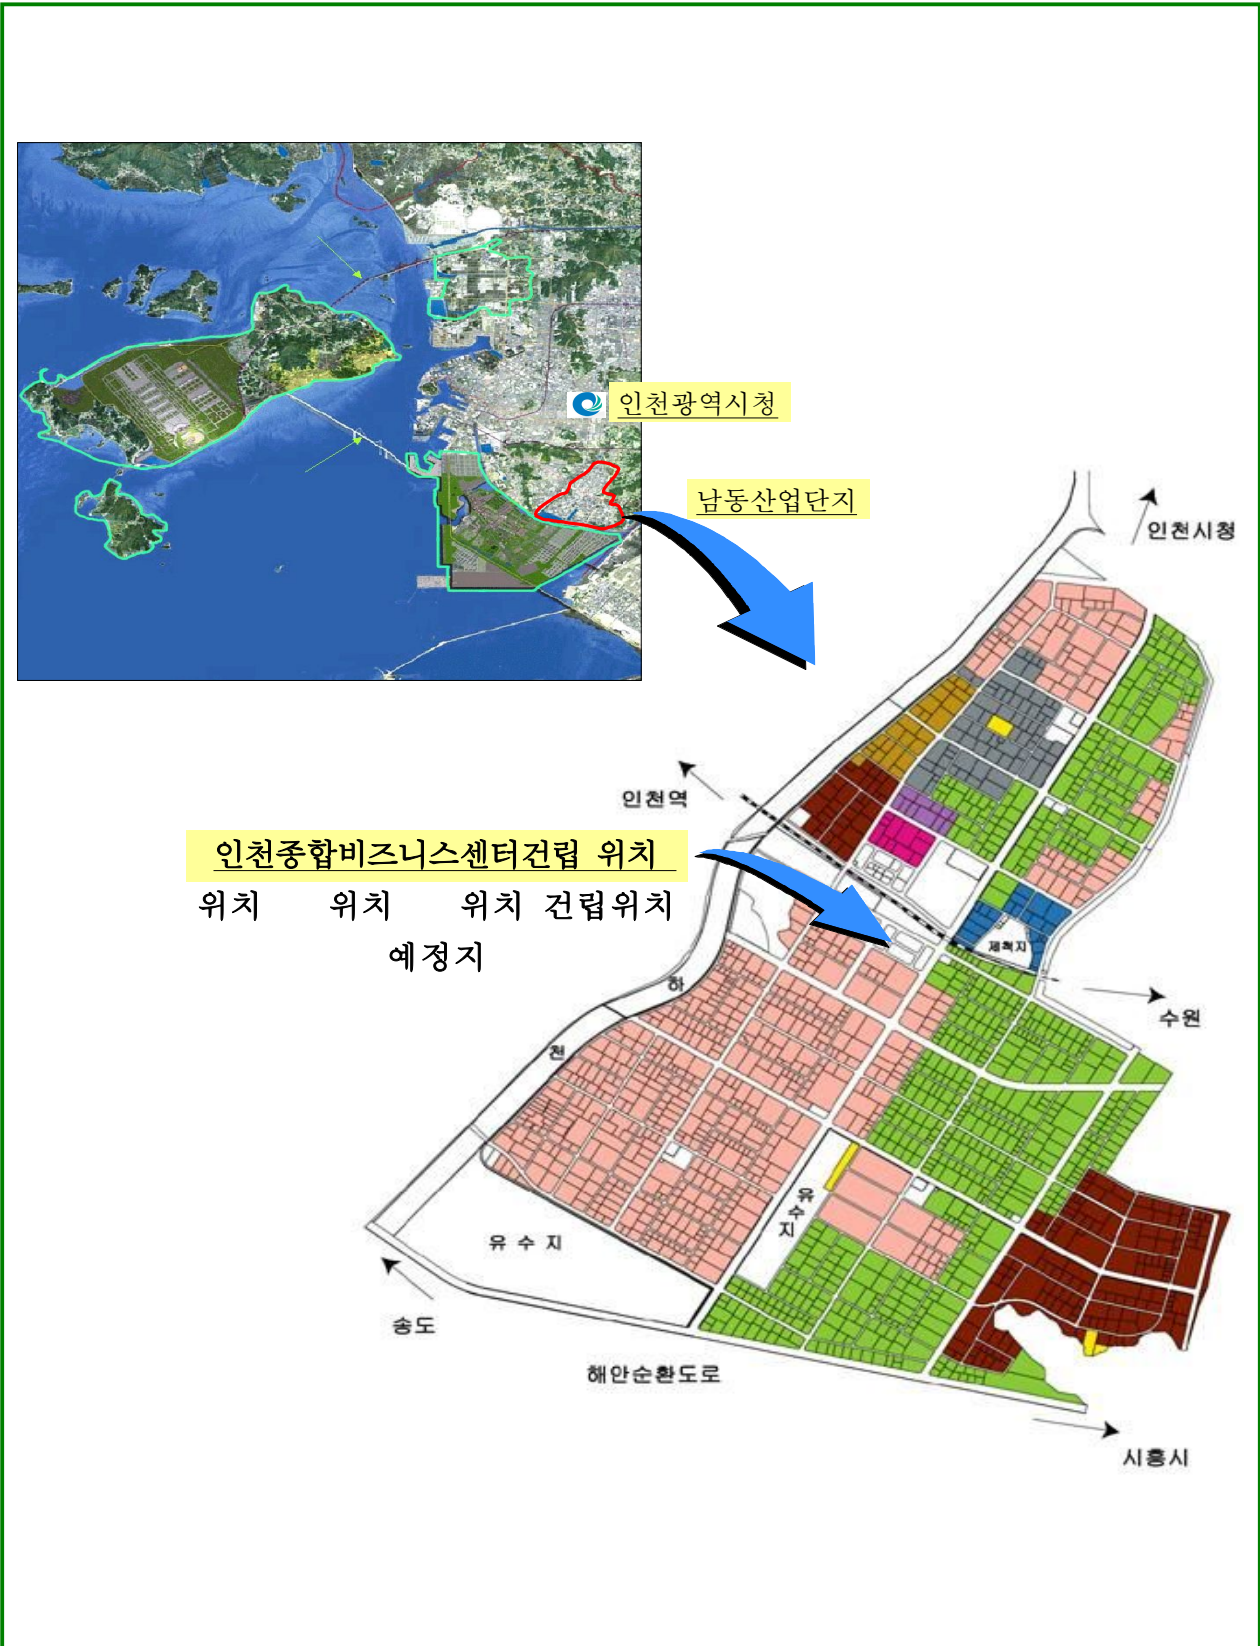 인천광역시청
남동산업단지
인천시청
인천역
인천종합비즈니스센터건립 위치
위치 위치 위치 건립위치
예정지
제척지
하
천
수원
유수지
유 수 지
송도
해안순환도로
시흥시